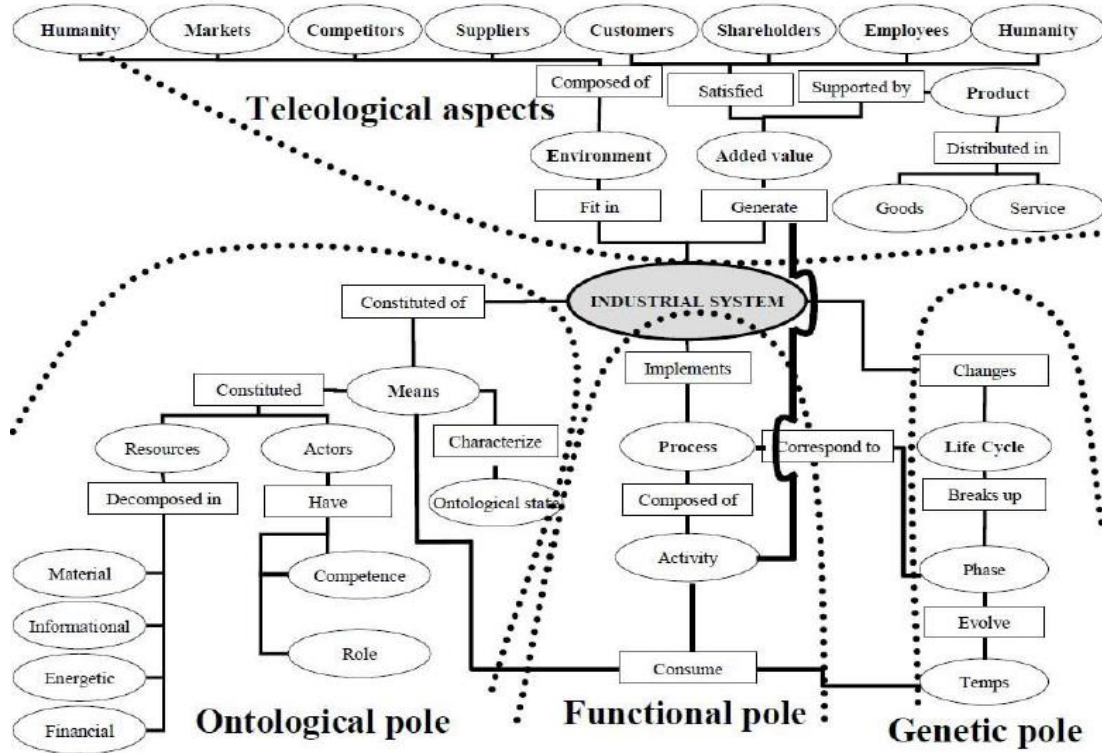 Humanity Markets Competitors Suppliers Customers Shareholders Employees Humanity
Composed of Satisfied Supported by Product
Teleological aspects
Environment Added value Distributed in
Fit in Generate Goods Service
Constituted of INDUSTRIAL SYSTEM
Implements Changes
Constituted Means
Resources Actors Characterize Process Correspond to Life Cycle
Decomposed in Have Ontological state Composed of Breaks up
Material Competence Activity Phase
Informational Evolve
Energetic Role Consume Temps
Financial Ontological pole Functional pole Genetic pole